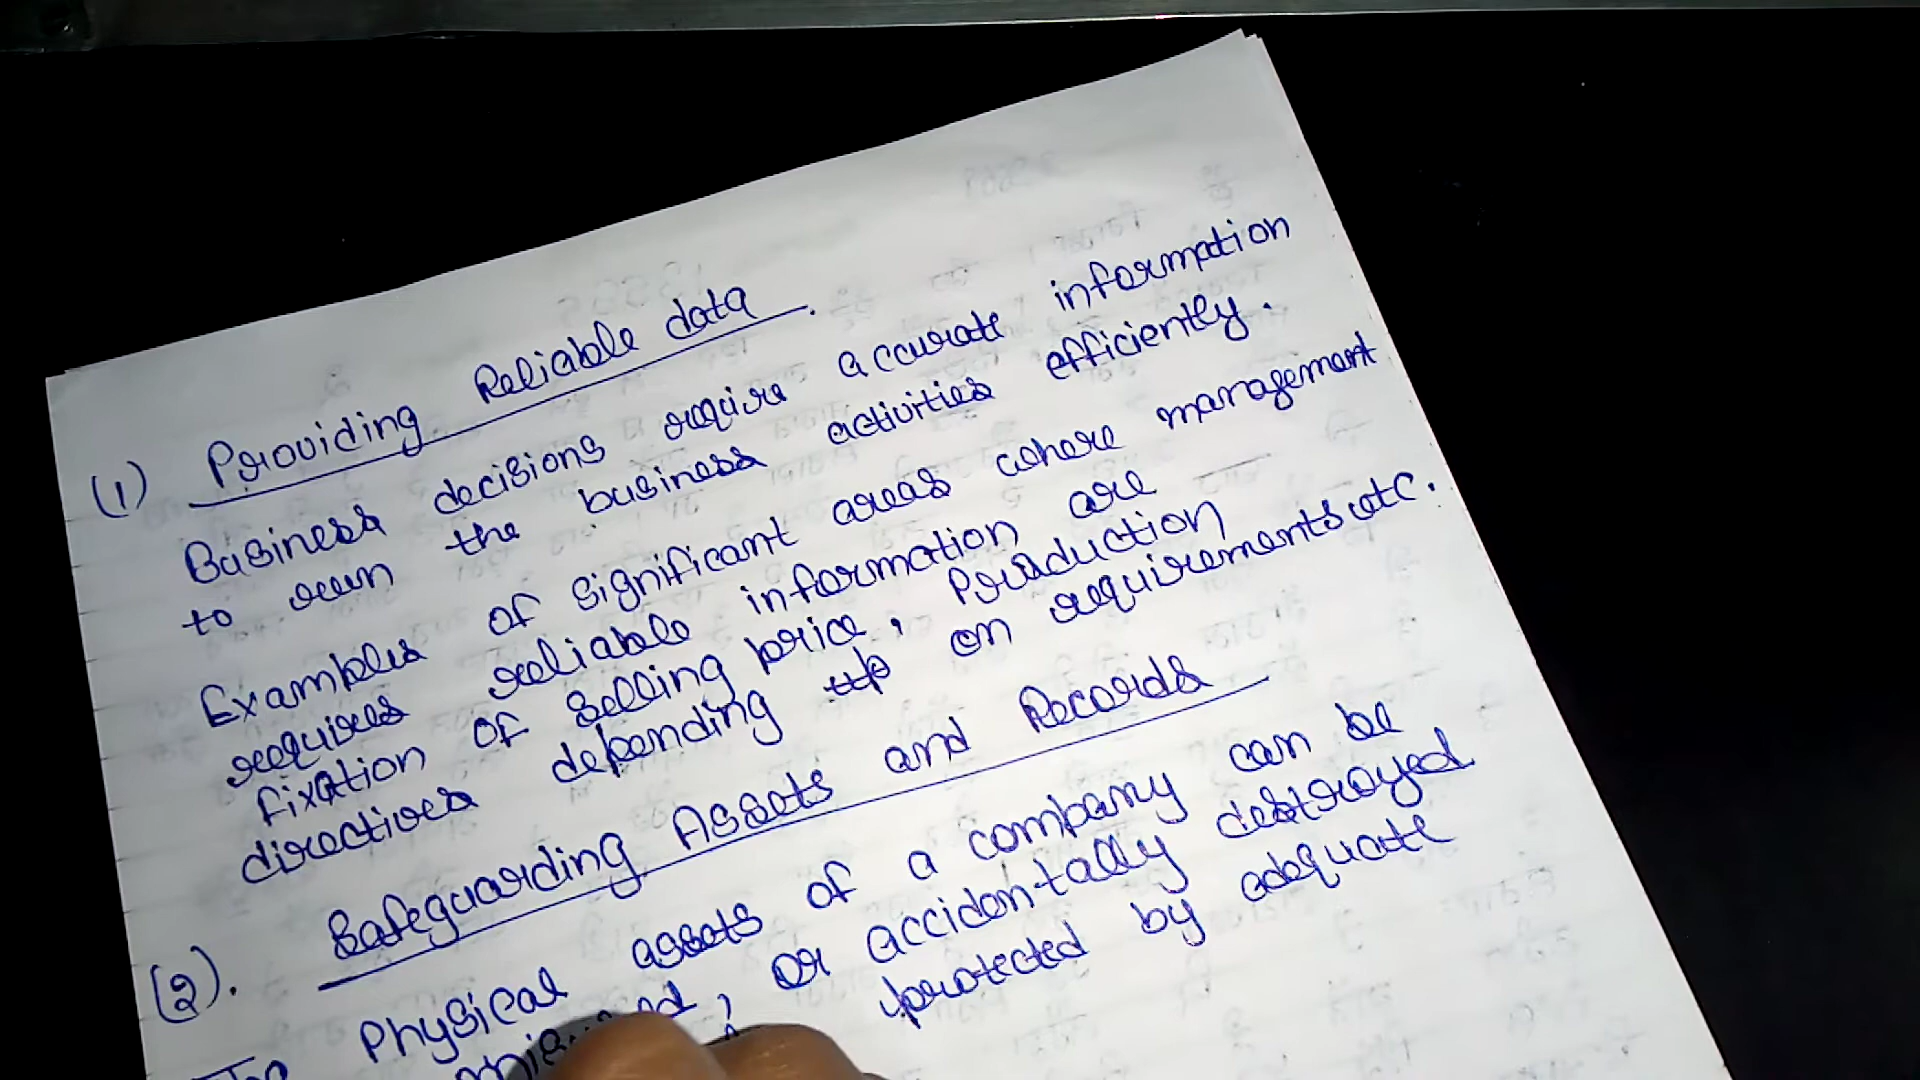 (1) Providing Reliable data.
Business decisions require accurate information
to run the business activities efficiently.
Examples of significant areas where management
requires reliable information are
fixation of selling price, Production
directives depending on requirements etc.
(2). Safeguarding Assets and Records
Physical assets of a company can be
or accidentally destroyed
protected by adequate